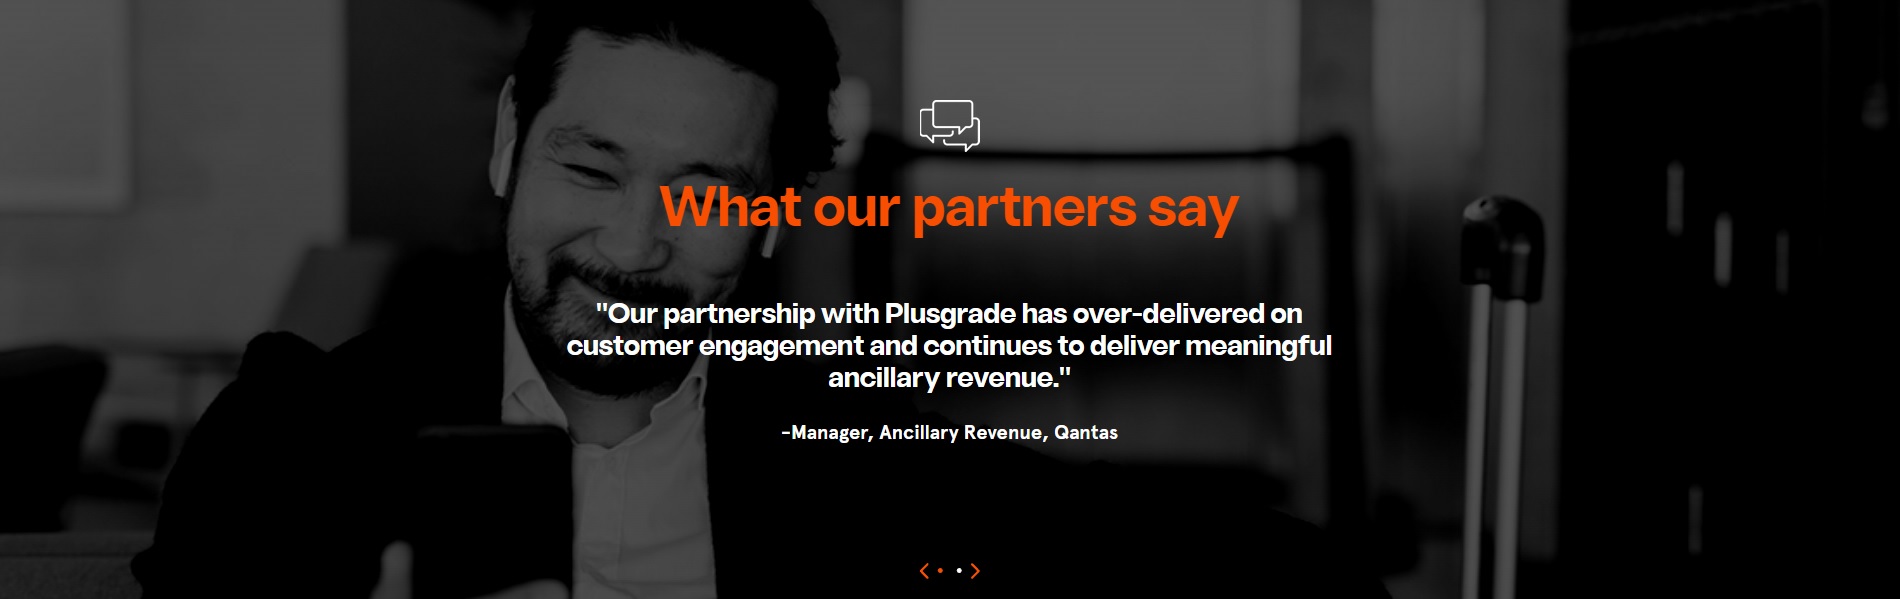 What our partners say
"Our partnership with Plusgrade has over-delivered on
customer engagement and continues to deliver meaningful
ancillary revenue."
–Manager, Ancillary Revenue, Qantas